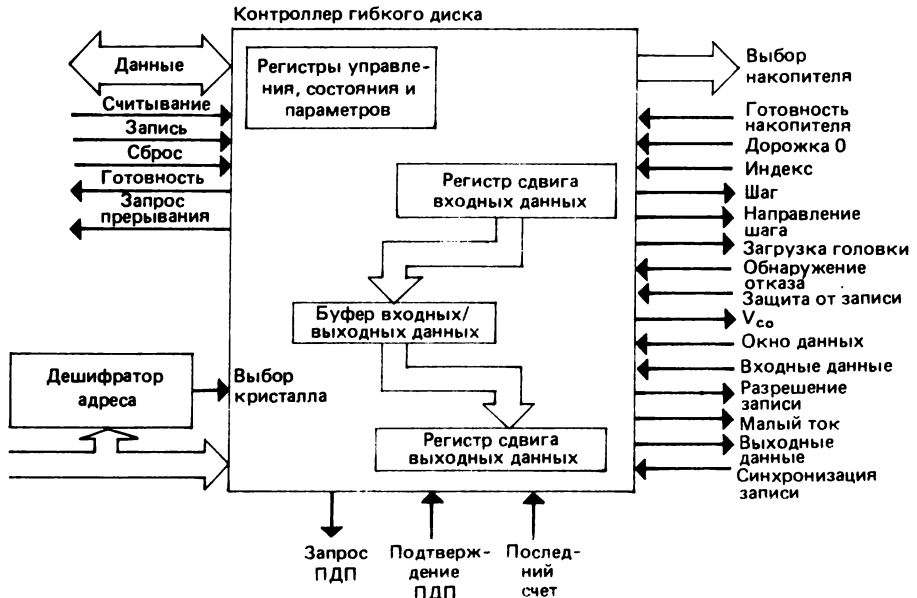 Контроллер гибкого диска
Данные
Считывание
Запись
Сброс
Готовность
Запрос
прерывания
Регистры управле-
ния, состояния и
параметров
Регистр сдвига
входных данных
Буфер входных/
выходных данных
Регистр сдвига
выходных данных
Дешифратор
адреса
Выбор
кристалла
Выбор
накопителя
Готовность
накопителя
Дорожка 0
Индекс
Шаг
Направление
шага
Загрузка головки
Обнаружение
отказа
Защита от записи
Vco
Окно данных
Входные данные
Разрешение
записи
Малый ток
Выходные
данные
Синхронизация
записи
Запрос
ПДП
Подтверж-
дение
ПДП
Послед-
ний
счет